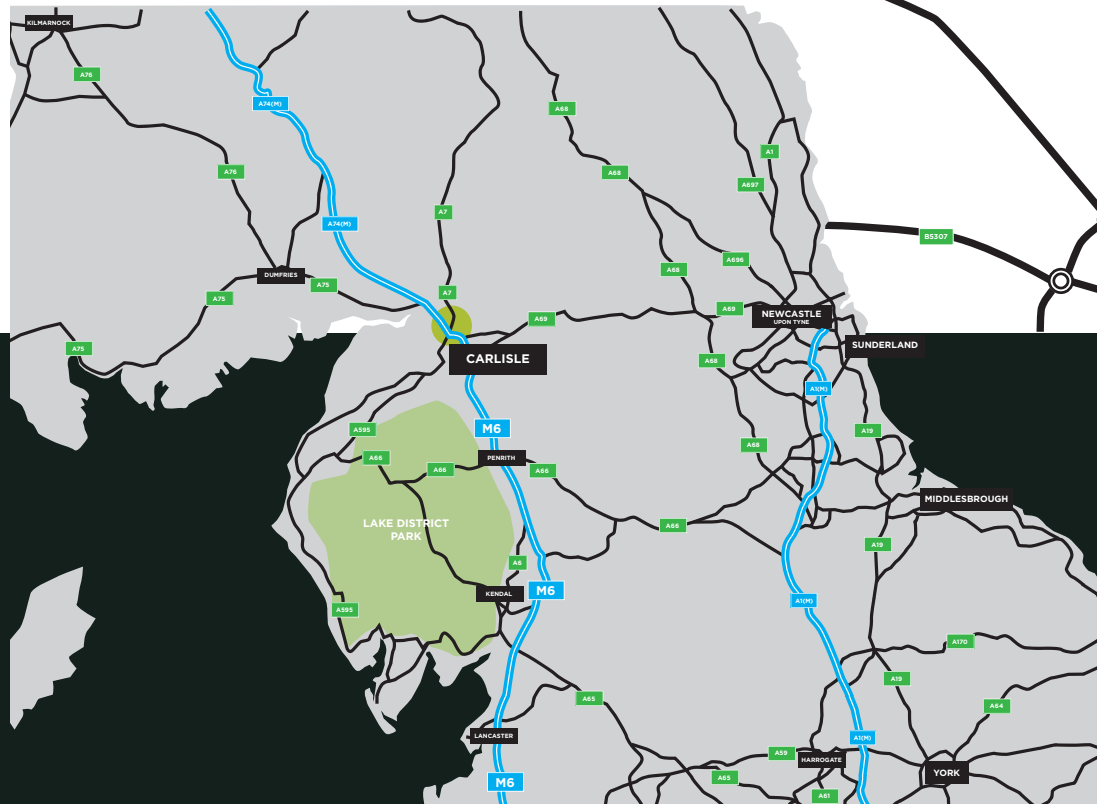 KILMARNOCK
A76
A74(M)
A68
A1
A76
A68
A697
A7
A74(M)
B5307
A696
A68
DUMFRIES
A75
A7
A75
A69
A69
NEWCASTLE
UPON TYNE
SUNDERLAND
A75
CARLISLE
A68
A1(M)
M6
A595
A19
A68
A66
PENRITH
A66
A66
MIDDLESBROUGH
LAKE DISTRICT
PARK
A66
A19
A6
KENDAL
M6
A1(M)
A595
A170
A19
A65
A64
LANCASTER
A1(M)
A59
HARROGATE
YORK
M6
A65
A61